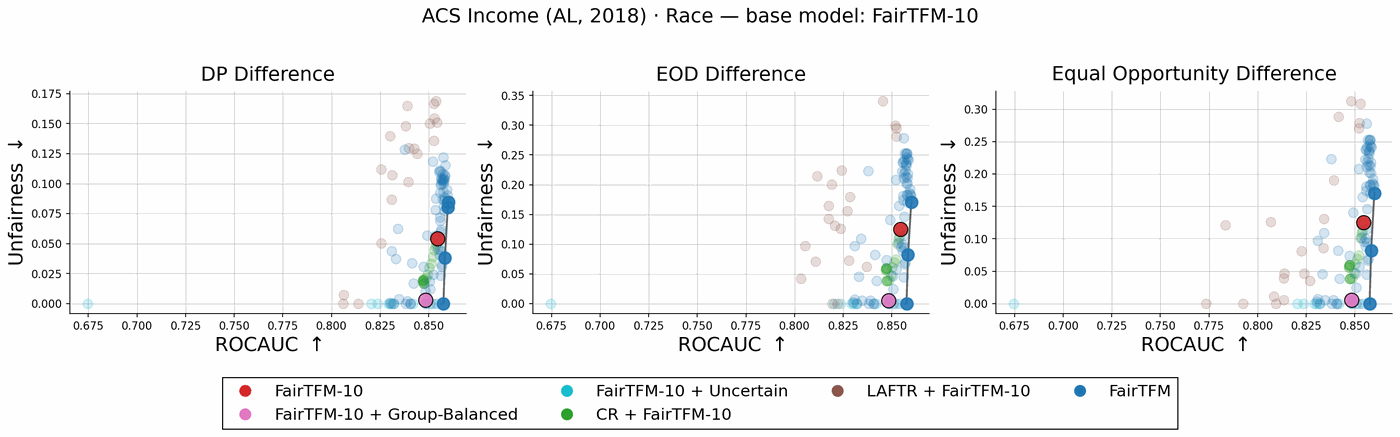 ACS Income (AL, 2018) · Race — base model: FairTFM-10
DP Difference
EOD Difference
Equal Opportunity Difference
Unfairness ↓
0.175
0.150
0.125
0.100
0.075
0.050
0.025
0.000
0.675 0.700 0.725 0.750 0.775 0.800 0.825 0.850
ROCAUC ↑
Unfairness ↓
0.35
0.30
0.25
0.20
0.15
0.10
0.05
0.00
0.675 0.700 0.725 0.750 0.775 0.800 0.825 0.850
ROCAUC ↑
Unfairness ↓
0.30
0.25
0.20
0.15
0.10
0.05
0.00
0.675 0.700 0.725 0.750 0.775 0.800 0.825 0.850
ROCAUC ↑
FairTFM-10
FairTFM-10 + Group-Balanced
FairTFM-10 + Uncertain
CR + FairTFM-10
LAFTR + FairTFM-10
FairTFM